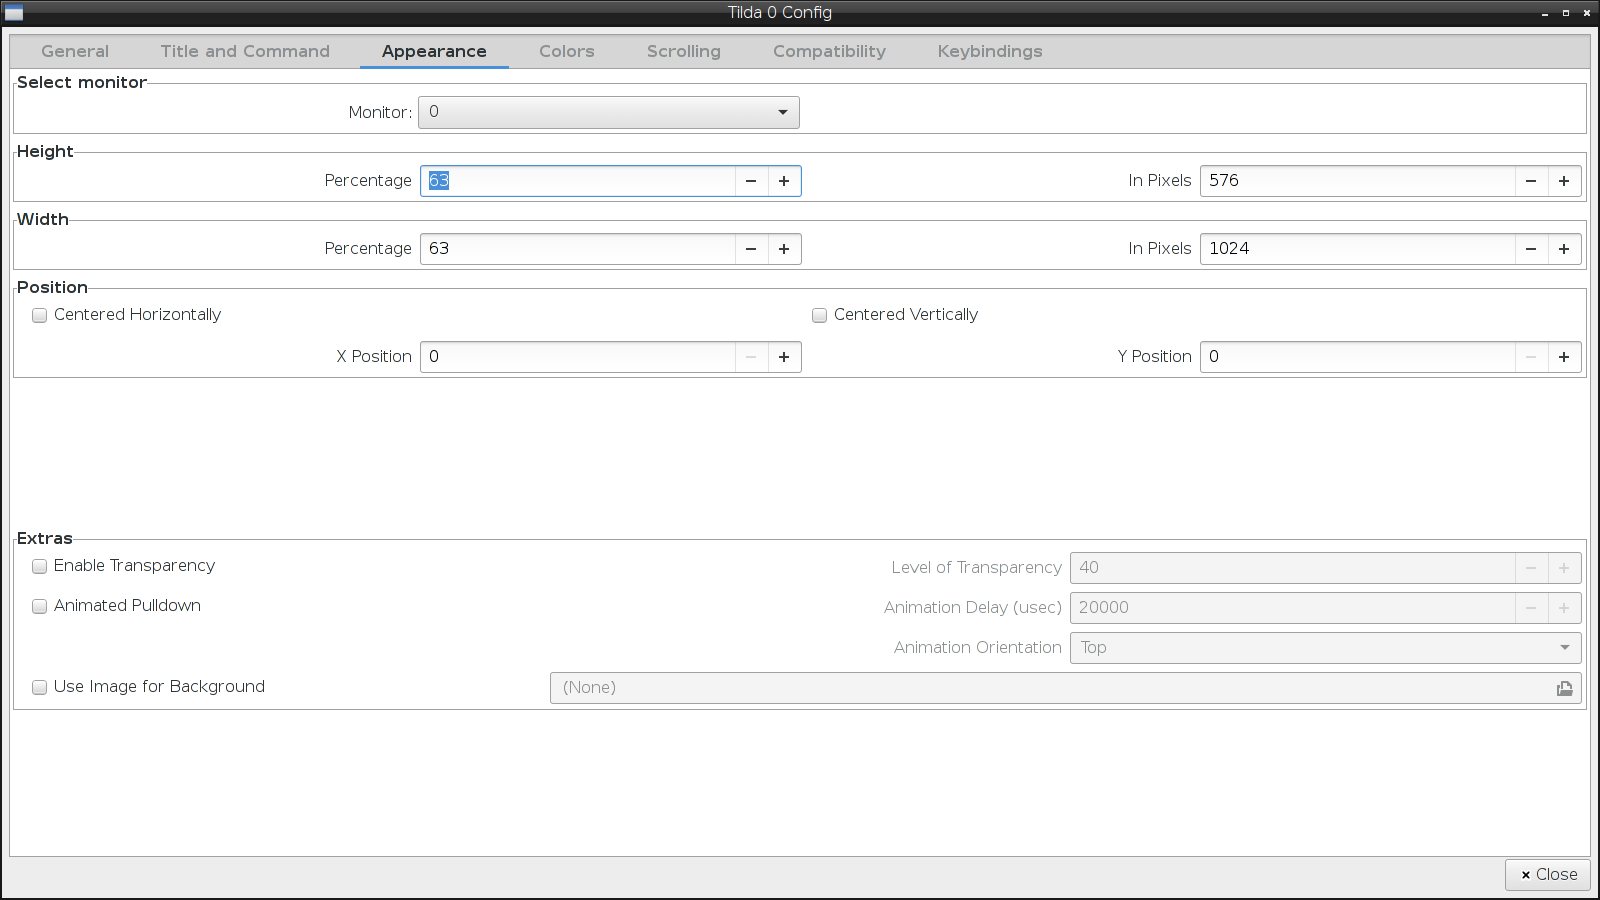 Tilda 0 Config
General Title and Command Appearance Colors Scrolling Compatibility Keybindings
Select monitor
Monitor: 0
Height
Percentage 63 In Pixels 576
Width
Percentage 63 In Pixels 1024
Position
Centered Horizontally Centered Vertically
X Position 0 Y Position 0
Extras
Enable Transparency Level of Transparency 40
Animated Pulldown Animation Delay (usec) 20000
Animation Orientation Top
Use Image for Background (None)
Close